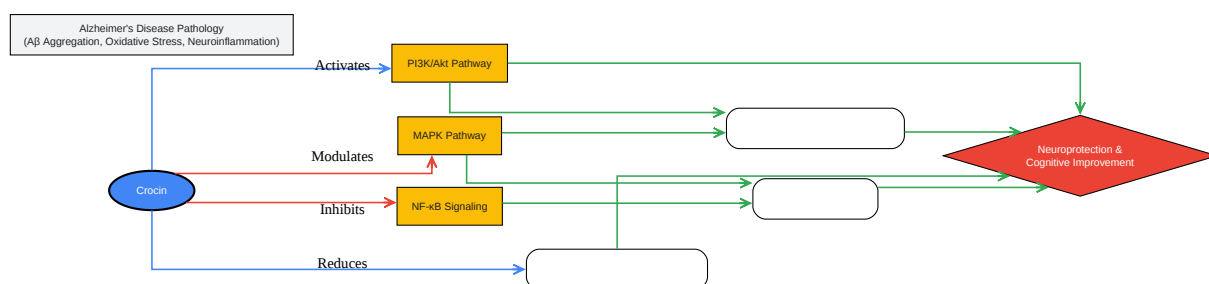 Alzheimer's Disease Pathology
(Aβ Aggregation, Oxidative Stress, Neuroinflammation)
Activates
PI3K/Akt Pathway
MAPK Pathway
Modulates
Neuroprotection &
Cognitive Improvement
Crocin
Inhibits
NF-κB Signaling
Reduces